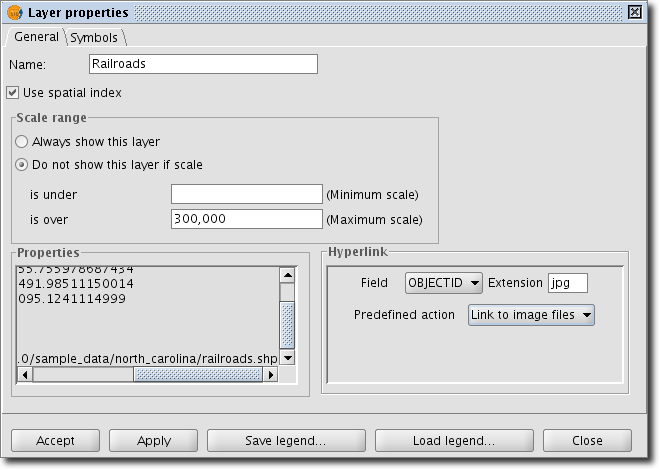 Layer properties
General Symbols
Name: Railroads
Use spatial index
Scale range
Always show this layer
Do not show this layer if scale
is under (Minimum scale)
is over 300,000 (Maximum scale)
Properties
55.755978687434
491.98511150014
095.1241114999
.0/sample_data/north_carolina/railroads.shp
Hyperlink
Field OBJECTID Extension jpg
Predefined action Link to image files
Accept Apply Save legend... Load legend... Close